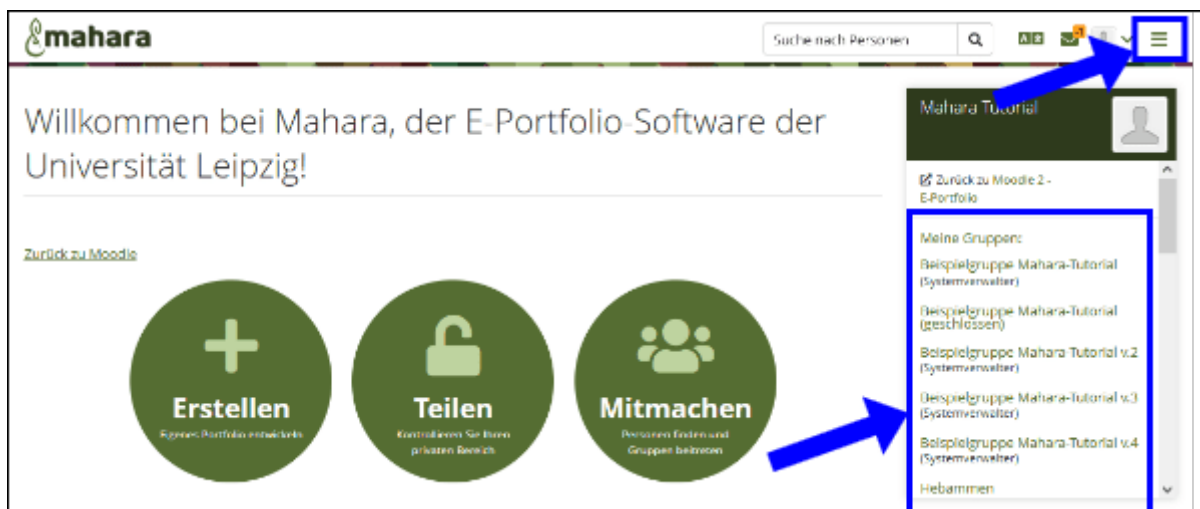 mahara
Suche nach Personen
Willkommen bei Mahara, der E-Portfolio-Software der
Universität Leipzig!
Zurück zu Moodle
Erstellen
Eigenes Portfolio entwickeln
Teilen
Kontrollieren Sie Ihren
privaten Bereich
Mitmachen
Personen finden und
Gruppen beitreten
Mahara Tutorial
Zurück zu Moodle 2 -
E-Portfolio
Meine Gruppen:
Beispielgruppe Mahara-Tutorial
(Systemverwalter)
Beispielgruppe Mahara-Tutorial
(geschlossen)
Beispielgruppe Mahara-Tutorial v.2
(Systemverwalter)
Beispielgruppe Mahara-Tutorial v.3
(Systemverwalter)
Beispielgruppe Mahara-Tutorial v.4
(Systemverwalter)
Hebammen